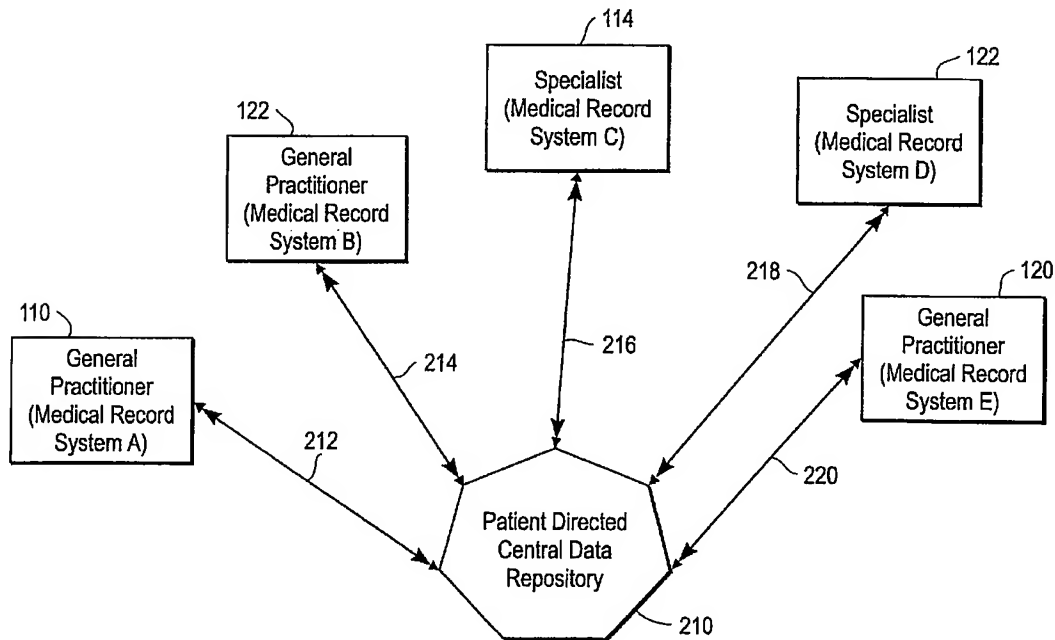 114
Specialist
(Medical Record
System C)
122
Specialist
(Medical Record
System D)
122
General
Practitioner
(Medical Record
System B)
110
General
Practitioner
(Medical Record
System A)
120
General
Practitioner
(Medical Record
System E)
212
214
216
218
220
Patient Directed
Central Data
Repository
210